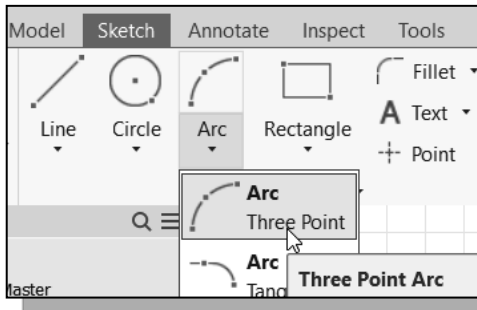 Model Sketch Annotate Inspect Tools
Fillet
A Text
Line Circle Arc Rectangle
Point
Arc
Three Point
Arc
Three Point Arc